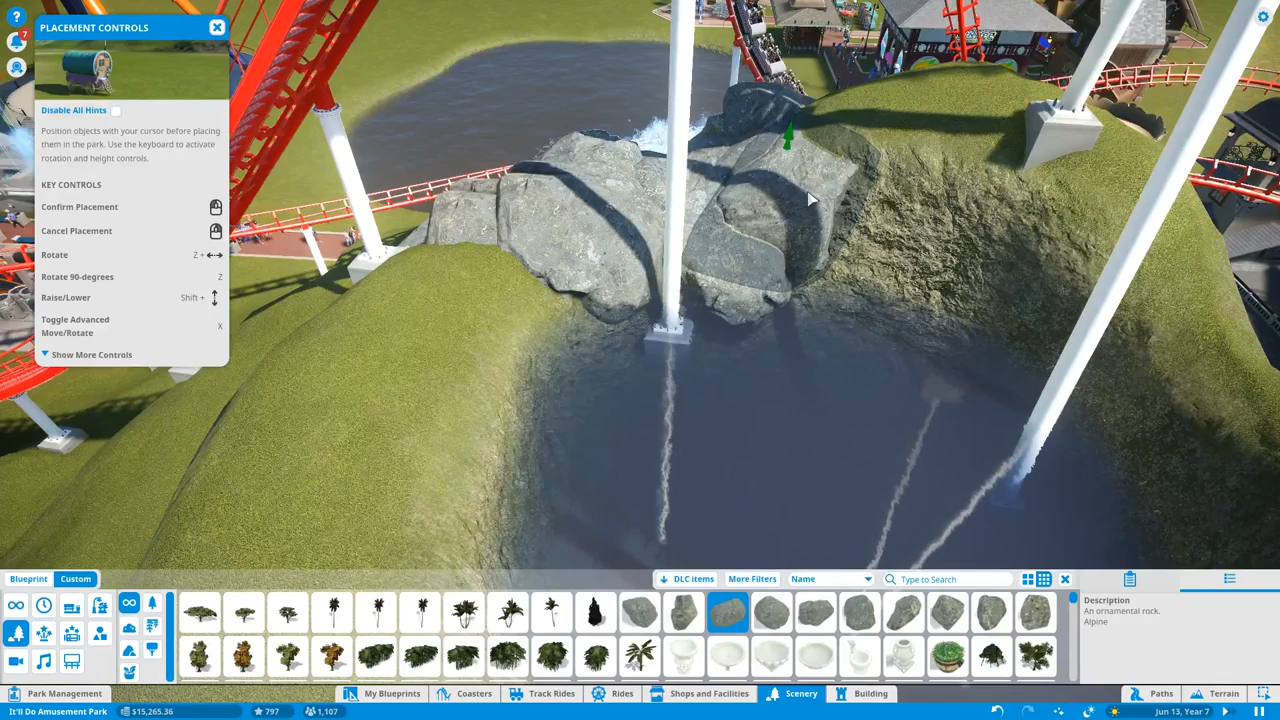 PLACEMENT CONTROLS
7
Disable All Hints
Position objects with your cursor before placing
them in the park. Use the keyboard to activate
rotation and height controls.
KEY CONTROLS
Confirm Placement
Cancel Placement
Rotate Z +
Rotate 90-degrees Z
Raise/Lower Shift +
Toggle Advanced
Move/Rotate X
Show More Controls
Blueprint Custom DLC items More Filters Name Type to Search
Description
An ornamental rock.
Alpine
Park Management My Blueprints Coasters Track Rides Rides Shops and Facilities Scenery Building Paths Terrain
It'll Do Amusement Park $15,265.36 797 1,107 Jun 13, Year 7